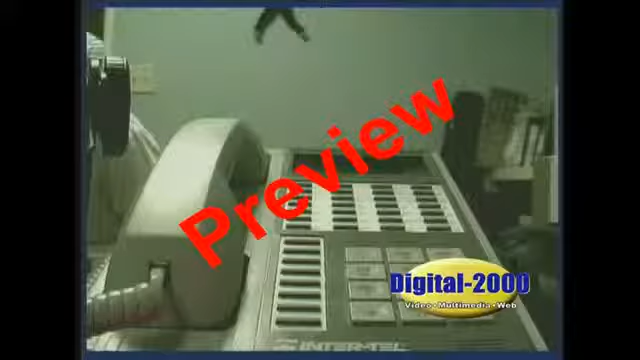 Preview
Digital-2000
Video • Multimedia • Web
INTER-TEL